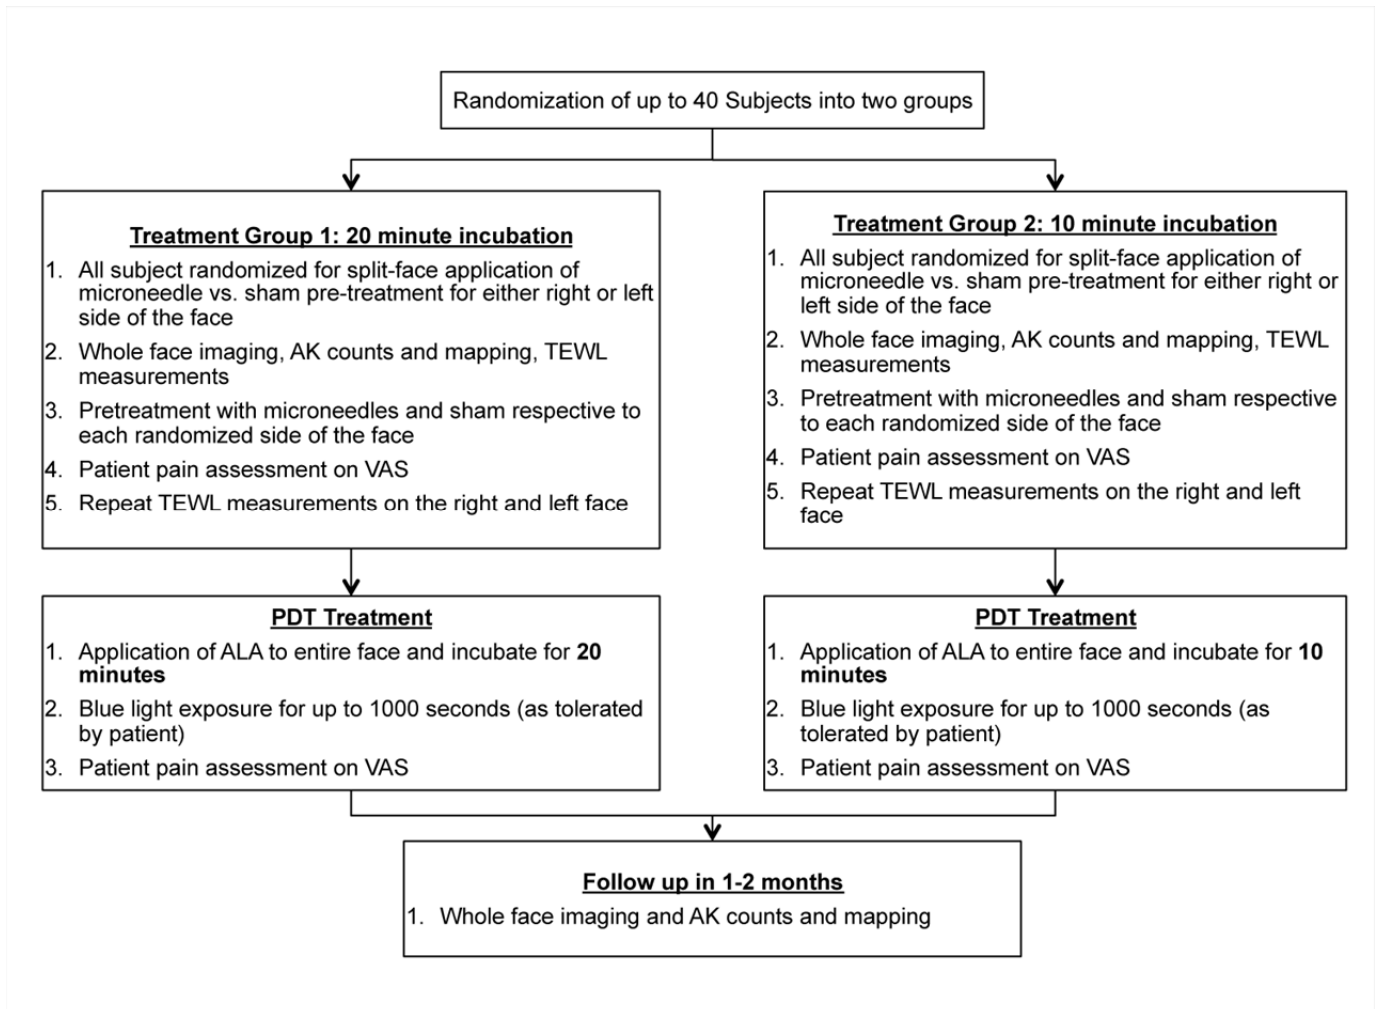 Randomization of up to 40 Subjects into two groups
Treatment Group 1: 20 minute incubation
1. All subject randomized for split-face application of
microneedle vs. sham pre-treatment for either right or left
side of the face
2. Whole face imaging, AK counts and mapping, TEWL
measurements
3. Pretreatment with microneedles and sham respective to
each randomized side of the face
4. Patient pain assessment on VAS
5. Repeat TEWL measurements on the right and left face
Treatment Group 2: 10 minute incubation
1. All subject randomized for split-face application of
microneedle vs. sham pre-treatment for either right or
left side of the face
2. Whole face imaging, AK counts and mapping, TEWL
measurements
3. Pretreatment with microneedles and sham respective
to each randomized side of the face
4. Patient pain assessment on VAS
5. Repeat TEWL measurements on the right and left
face
PDT Treatment
1. Application of ALA to entire face and incubate for 20
minutes
2. Blue light exposure for up to 1000 seconds (as tolerated
by patient)
3. Patient pain assessment on VAS
PDT Treatment
1. Application of ALA to entire face and incubate for 10
minutes
2. Blue light exposure for up to 1000 seconds (as
tolerated by patient)
3. Patient pain assessment on VAS
Follow up in 1-2 months
1. Whole face imaging and AK counts and mapping